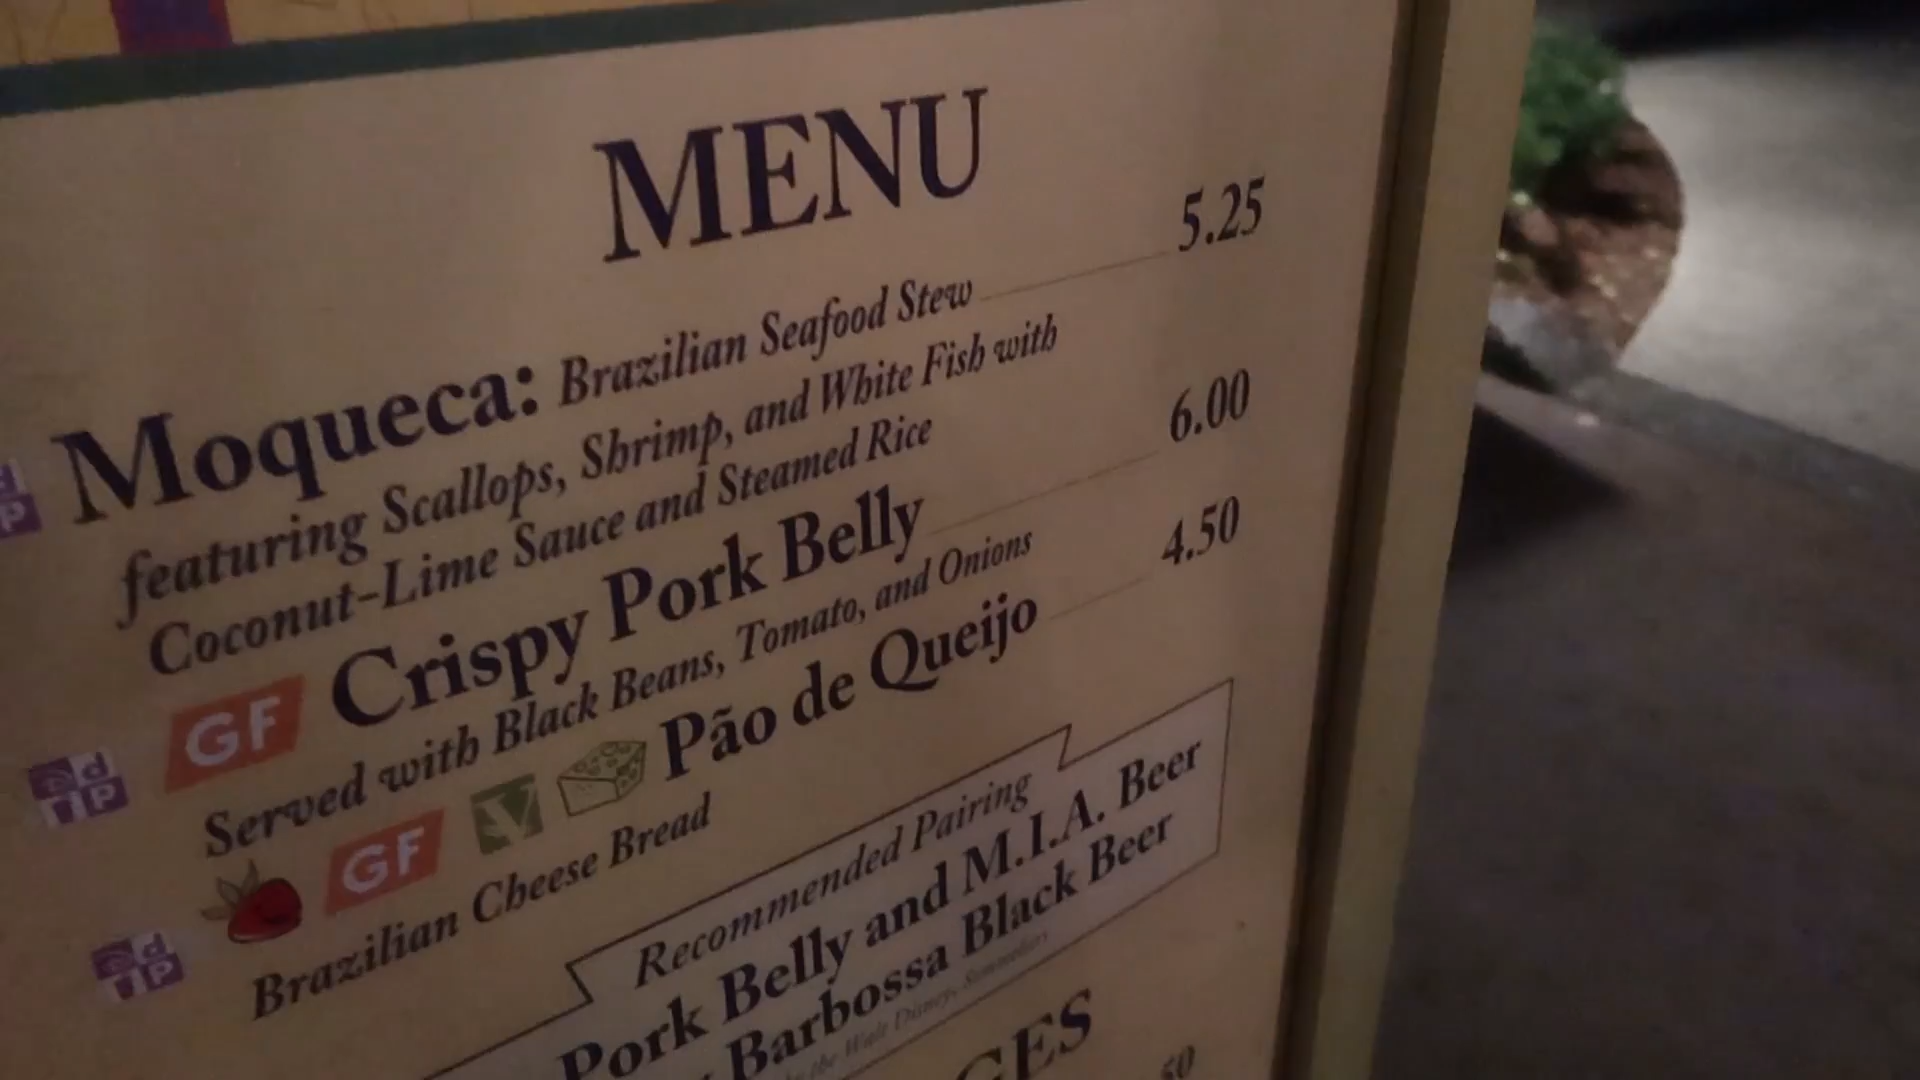 MENU
Moqueca: Brazilian Seafood Stew 5.25
featuring Scallops, Shrimp, and White Fish with
Coconut-Lime Sauce and Steamed Rice
GF Crispy Pork Belly 6.00
Served with Black Beans, Tomato, and Onions
GF V Pão de Queijo 4.50
Brazilian Cheese Bread
Recommended Pairing
Pork Belly and M.I.A. Beer
Barbossa Black Beer